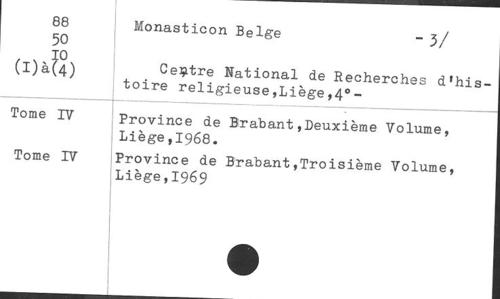 88
50
IO
(I)à(4)
Monasticon Belge
- 3/
Centre National de Recherches d'his-
toire religieuse,Liège,4°-
Tome IV
Province de Brabant,Deuxième Volume,
Liège,I968.
Tome IV
Province de Brabant,Troisième Volume,
Liège,I969